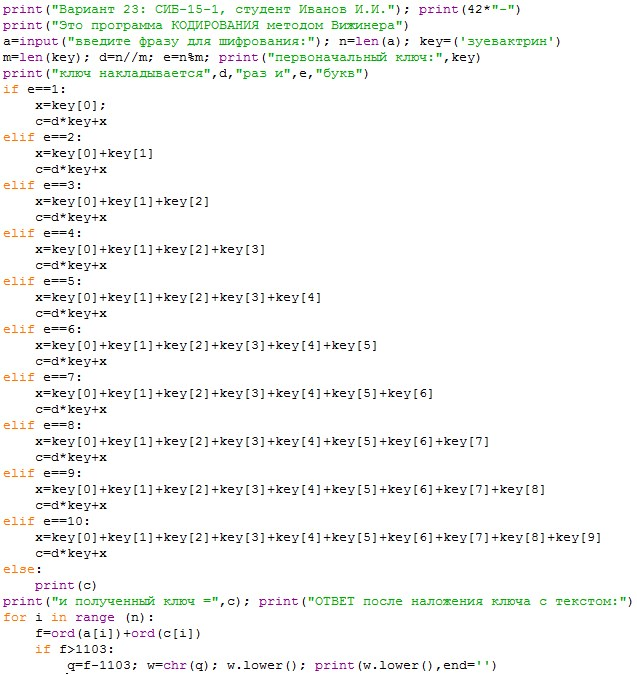 print("Вариант 23: СИБ-15-1, студент Иванов И.И."); print(42*"-")
print("Это программа КОДИРОВАНИЯ методом Вижинера")
a=input("введите фразу для шифрования:"); n=len(a); key=('зуевактрин')
m=len(key); d=n//m; e=n%m; print("первоначальный ключ:",key)
print("ключ накладывается",d,"раз и",e,"букв")
if e==1:
    x=key[0];
    c=d*key+x
elif e==2:
    x=key[0]+key[1]
    c=d*key+x
elif e==3:
    x=key[0]+key[1]+key[2]
    c=d*key+x
elif e==4:
    x=key[0]+key[1]+key[2]+key[3]
    c=d*key+x
elif e==5:
    x=key[0]+key[1]+key[2]+key[3]+key[4]
    c=d*key+x
elif e==6:
    x=key[0]+key[1]+key[2]+key[3]+key[4]+key[5]
    c=d*key+x
elif e==7:
    x=key[0]+key[1]+key[2]+key[3]+key[4]+key[5]+key[6]
    c=d*key+x
elif e==8:
    x=key[0]+key[1]+key[2]+key[3]+key[4]+key[5]+key[6]+key[7]
    c=d*key+x
elif e==9:
    x=key[0]+key[1]+key[2]+key[3]+key[4]+key[5]+key[6]+key[7]+key[8]
    c=d*key+x
elif e==10:
    x=key[0]+key[1]+key[2]+key[3]+key[4]+key[5]+key[6]+key[7]+key[8]+key[9]
    c=d*key+x
else:
    print(c)
print("и полученный ключ =",c); print("ОТВЕТ после наложения ключа с текстом:")
for i in range (n):
    f=ord(a[i])+ord(c[i])
    if f>1103:
        q=f-1103; w=chr(q); w.lower(); print(w.lower(),end='')